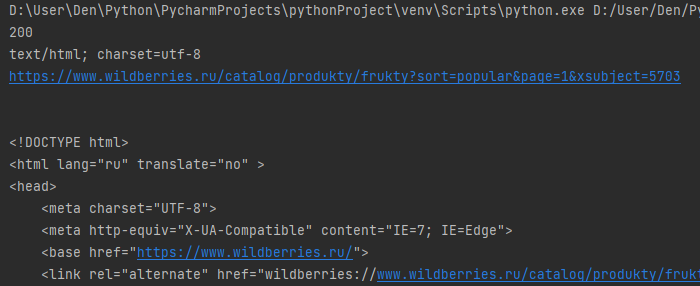 D:\User\Den\Python\PycharmProjects\pythonProject\venv\Scripts\python.exe D:/User/Den/Py
200
text/html; charset=utf-8
https://www.wildberries.ru/catalog/produkty/frukty?sort=popular&page=1&xsubject=5703
<!DOCTYPE html>
<html lang="ru" translate="no" >
<head>
<meta charset="UTF-8">
<meta http-equiv="X-UA-Compatible" content="IE=7; IE=Edge">
<base href="https://www.wildberries.ru/">
<link rel="alternate" href="wildberries://www.wildberries.ru/catalog/produkty/frukt